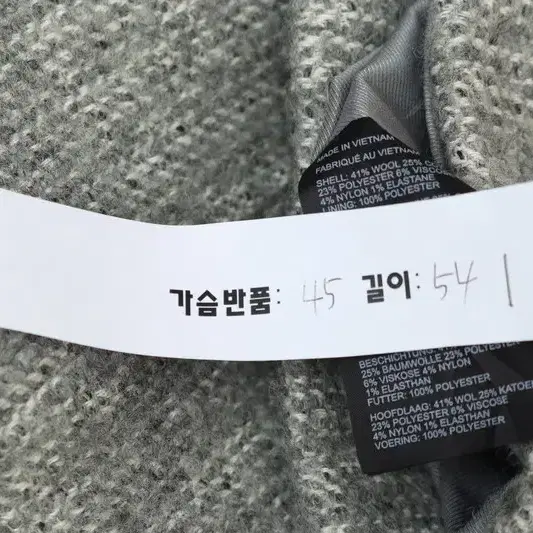 MADE IN VIETNAM
FABRIQUÉ AU VIETNAM
SHELL: 41% WOOL 25% CO
23% POLYESTER 6% VISCOSE
4% NYLON 1% ELASTANE
LINING: 100% POLYESTER
가슴반품: 45 길이: 54
BESCHICHTUNG:
25% BAUMWOLLE 23% POLYESTER
6% VISKOSE 4% NYLON
1% ELASTHAN
FUTTER: 100% POLYESTER
HOOFDLAAG: 41% WOL 25% KATOEN
23% POLYESTER 6% VISCOSE
4% NYLON 1% ELASTAAN
VOERING: 100% POLYESTER